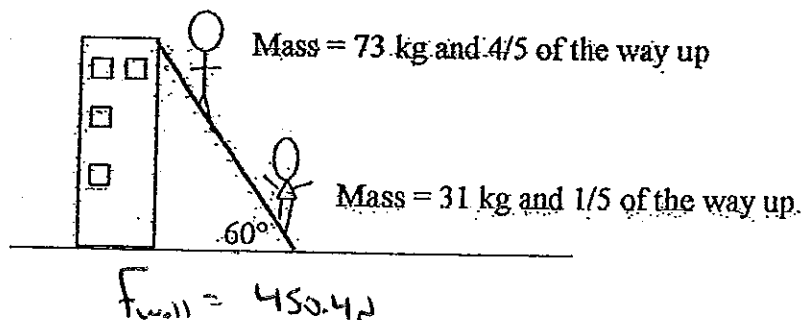 Mass = 73 kg and 4/5 of the way up
Mass = 31 kg and 1/5 of the way up.
60°
Fwall = 450.4N